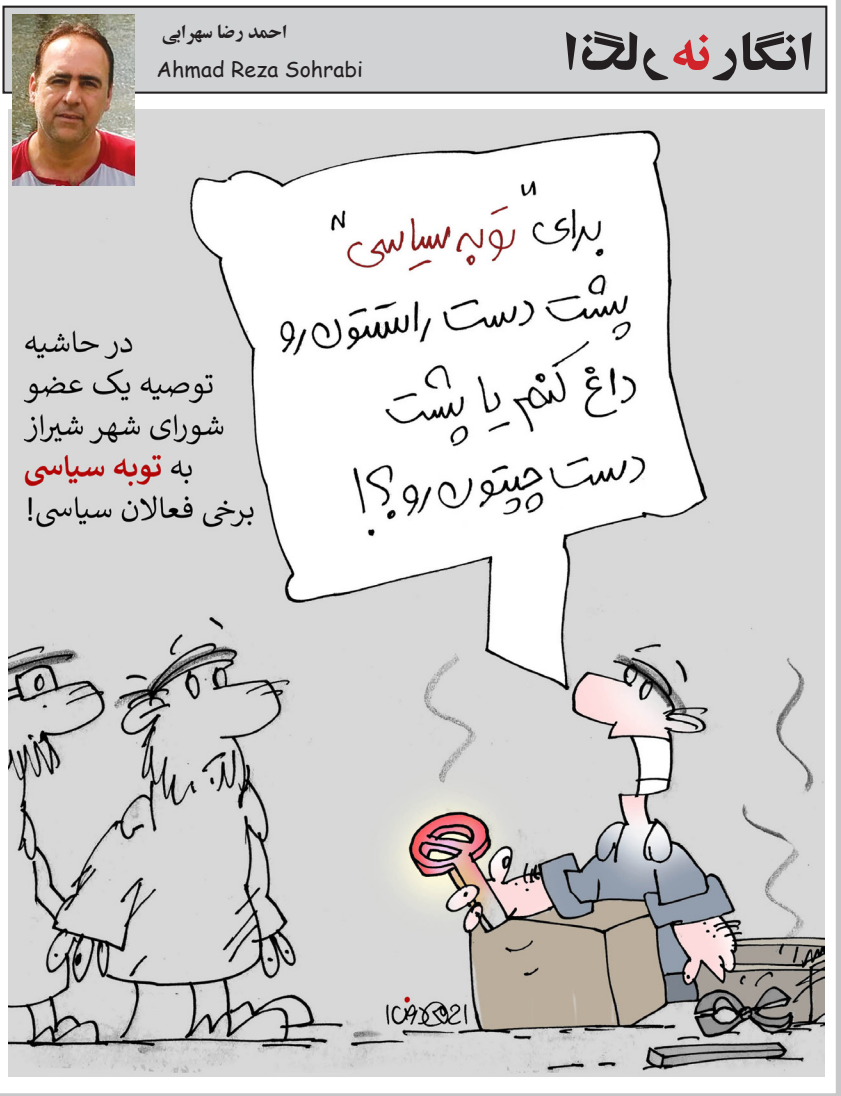 احمد رضا سهرابی
Ahmad Reza Sohrabi
انگار نه انگار
برای "توبه سیاسی"
پشت دست راستتون رو
داغ کنم یا پشت
دست چپتون رو؟!
در حاشیه
توصیه یک عضو
شورای شهر شیراز
به توبه سیاسی
برخی فعالان سیاسی!